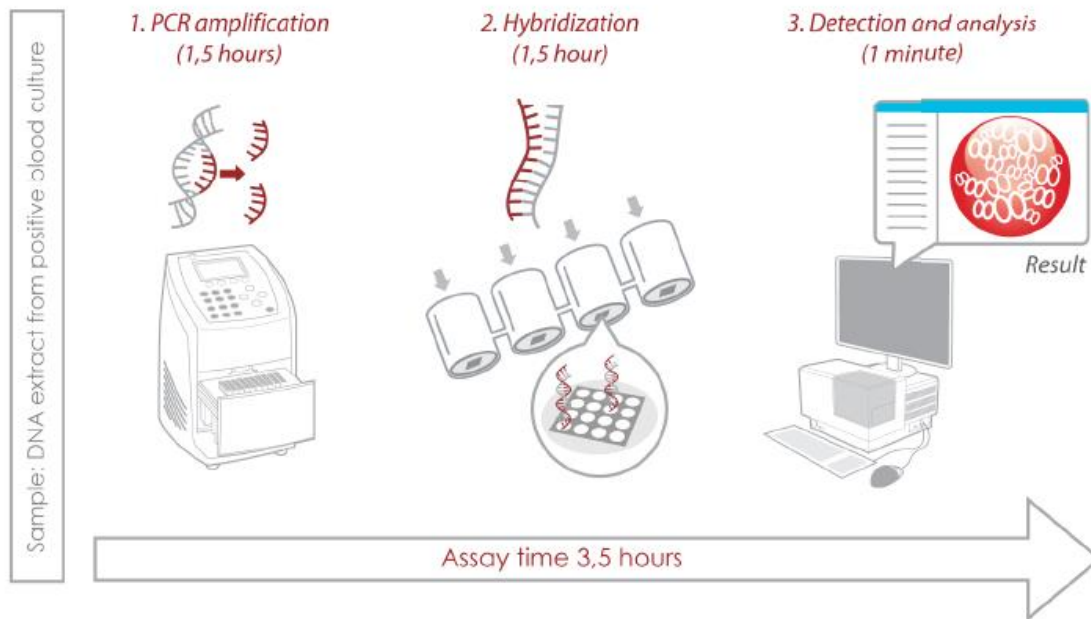 Sample: DNA extract from positive blood culture
1. PCR amplification
(1,5 hours)
2. Hybridization
(1,5 hour)
3. Detection and analysis
(1 minute)
Result
Assay time 3,5 hours